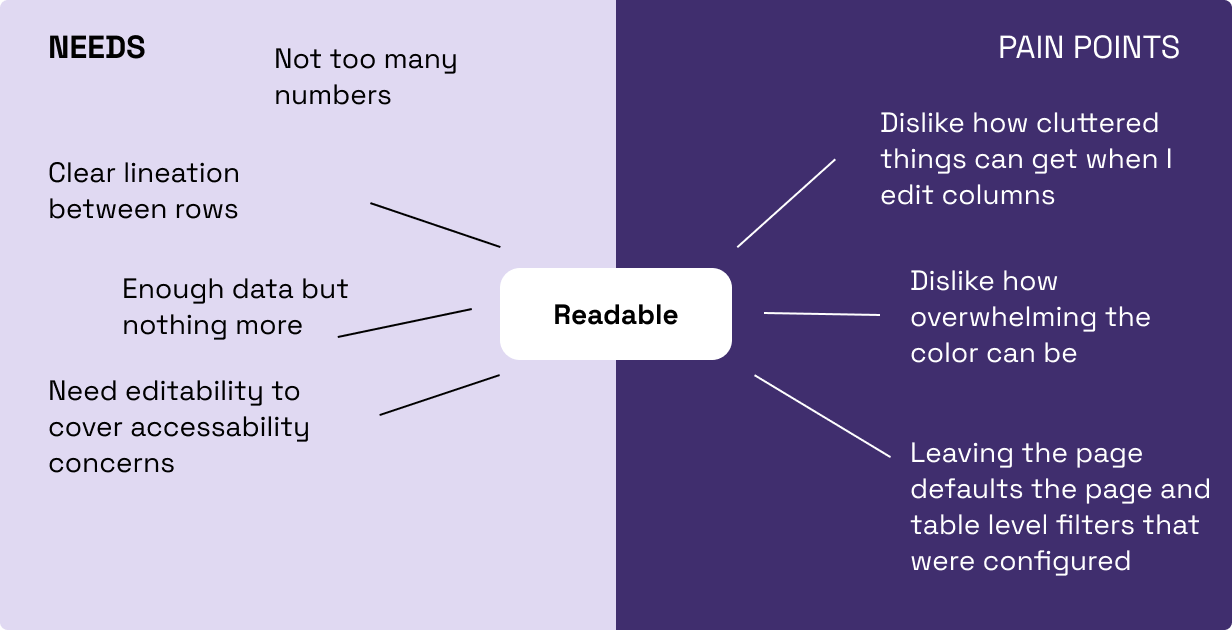 NEEDS
Not too many
numbers
Clear lineation
between rows
Enough data but
nothing more
Need editability to
cover accessability
concerns
Readable
PAIN POINTS
Dislike how cluttered
things can get when I
edit columns
Dislike how
overwhelming the
color can be
Leaving the page
defaults the page and
table level filters that
were configured